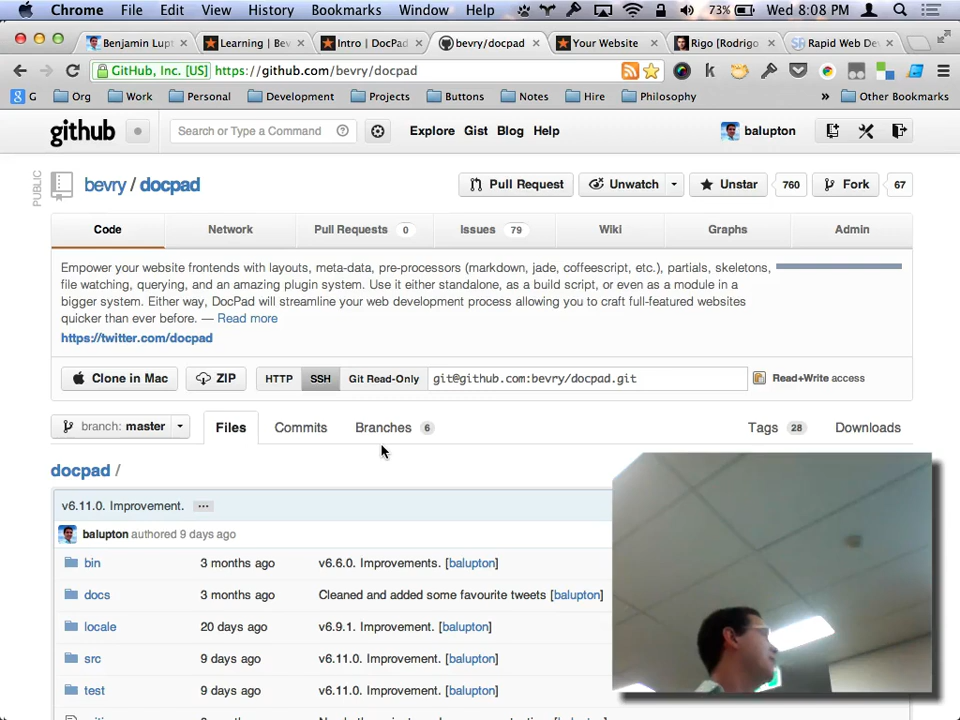 Chrome File Edit View History Bookmarks Window Help 73% Wed 8:08 PM
Benjamin Lupt Learning | Bev Intro | DocPad bevry/docpad Your Website Rigo [Rodrigo Rapid Web Dev
GitHub, Inc. [US] https://github.com/bevry/docpad
G Org Work Personal Development Projects Buttons Notes Hire Philosophy » Other Bookmarks
github Search or Type a Command Explore Gist Blog Help balupton
PUBLIC
bevry / docpad Pull Request Unwatch Unstar 760 Fork 67
Code Network Pull Requests 0 Issues 79 Wiki Graphs Admin
Empower your website frontends with layouts, meta-data, pre-processors (markdown, jade, coffeescript, etc.), partials, skeletons,
file watching, querying, and an amazing plugin system. Use it either standalone, as a build script, or even as a module in a
bigger system. Either way, DocPad will streamline your web development process allowing you to craft full-featured websites
quicker than ever before. — Read more
https://twitter.com/docpad
Clone in Mac ZIP HTTP SSH Git Read-Only git@github.com:bevry/docpad.git Read+Write access
branch: master Files Commits Branches 6 Tags 28 Downloads
docpad /
v6.11.0. Improvement. ...
balupton authored 9 days ago
bin 3 months ago v6.6.0. Improvements. [balupton]
docs 3 months ago Cleaned and added some favourite tweets [balupton]
locale 20 days ago v6.9.1. Improvement. [balupton]
src 9 days ago v6.11.0. Improvement. [balupton]
test 9 days ago v6.11.0. Improvement. [balupton]